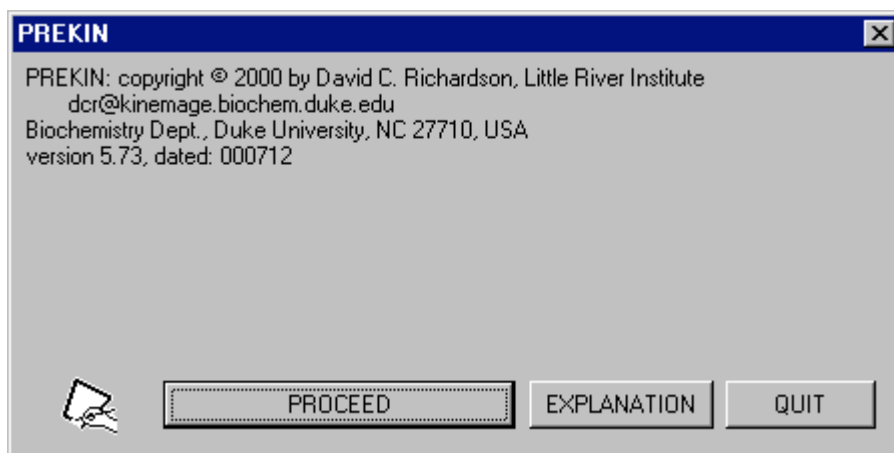 PREKIN
PREKIN: copyright © 2000 by David C. Richardson, Little River Institute
dcr@kinemage.biochem.duke.edu
Biochemistry Dept., Duke University, NC 27710, USA
version 5.73, dated: 000712
PROCEED EXPLANATION QUIT